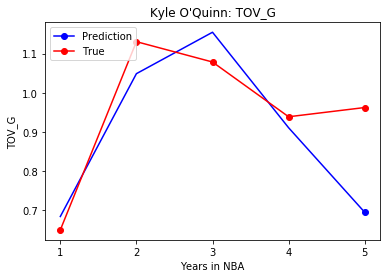 Kyle O'Quinn: TOV_G
Prediction
True
1.1
1.0
0.9
0.8
0.7
TOV_G
1 2 3 4 5
Years in NBA